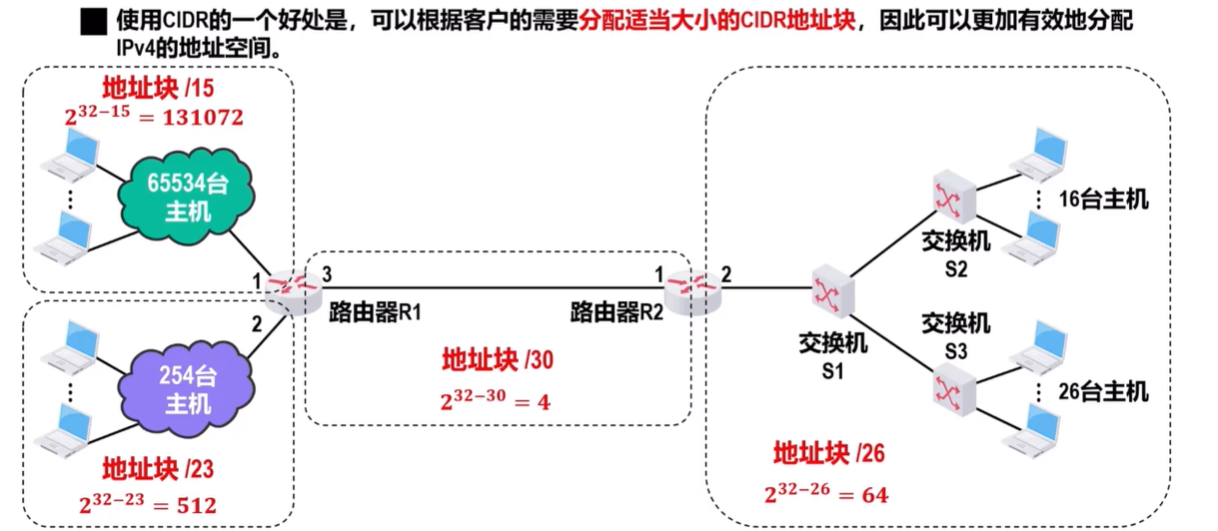 使用CIDR的一个好处是，可以根据客户的需要分配适当大小的CIDR地址块，因此可以更加有效地分配
IPv4的地址空间。
地址块 /15
2^{32−15} = 131072
65534台
主机
1
3
路由器R1
2
254台
主机
地址块 /23
2^{32−23} = 512
地址块 /30
2^{32−30} = 4
1
2
路由器R2
交换机
S1
交换机
S2
16台主机
交换机
S3
26台主机
地址块 /26
2^{32−26} = 64